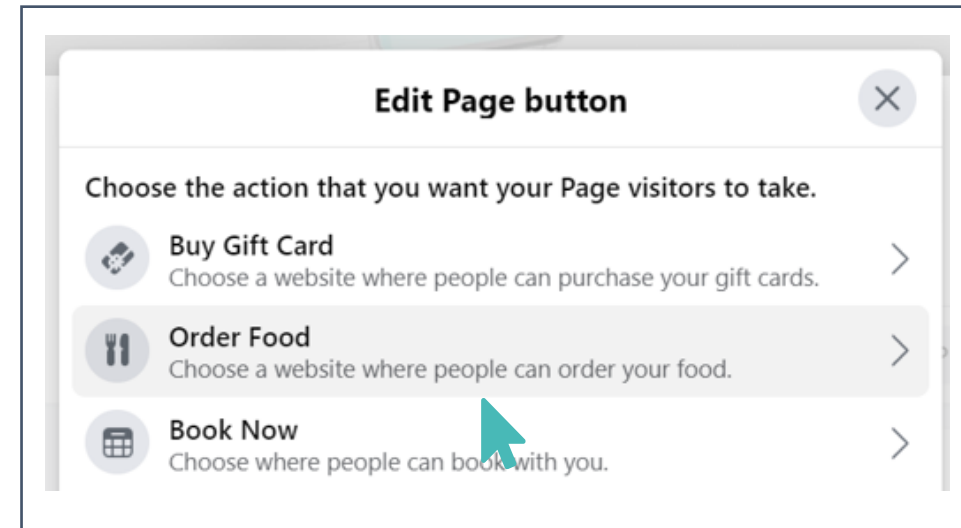 Edit Page button
Choose the action that you want your Page visitors to take.
Buy Gift Card
Choose a website where people can purchase your gift cards.
Order Food
Choose a website where people can order your food.
Book Now
Choose where people can book with you.